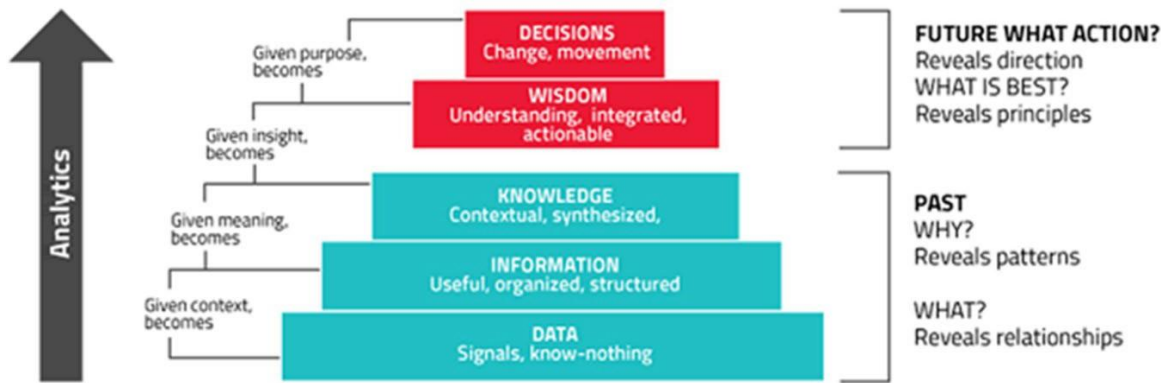 Analytics
Given purpose,
becomes
Given insight,
becomes
Given meaning,
becomes
Given context,
becomes
DECISIONS
Change, movement
WISDOM
Understanding, integrated,
actionable
KNOWLEDGE
Contextual, synthesized,
INFORMATION
Useful, organized, structured
DATA
Signals, know-nothing
FUTURE WHAT ACTION?
Reveals direction
WHAT IS BEST?
Reveals principles
PAST
WHY?
Reveals patterns
WHAT?
Reveals relationships